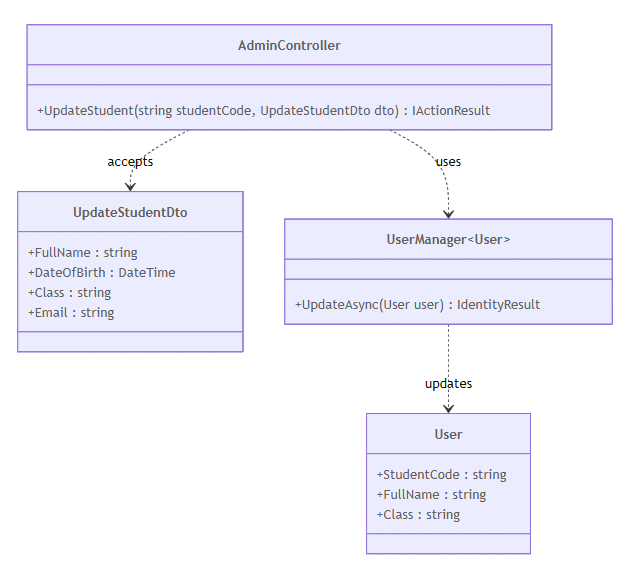 AdminController
+UpdateStudent(string studentCode, UpdateStudentDto dto) : IActionResult
accepts
uses
UpdateStudentDto
+FullName : string
+DateOfBirth : DateTime
+Class : string
+Email : string
UserManager<User>
+UpdateAsync(User user) : IdentityResult
updates
User
+StudentCode : string
+FullName : string
+Class : string